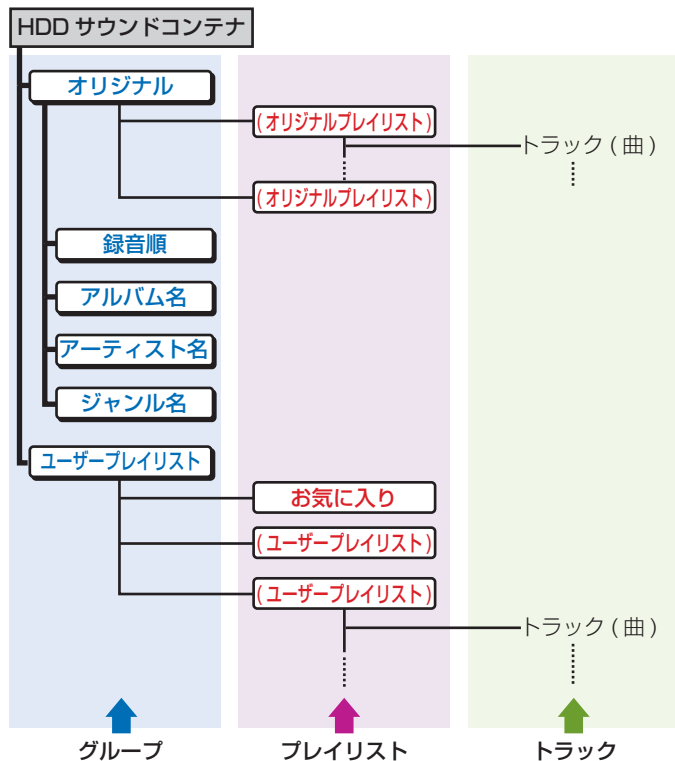 HDD サウンドコンテナ
オリジナル
(オリジナルプレイリスト)
トラック(曲)
(オリジナルプレイリスト)
録音順
アルバム名
アーティスト名
ジャンル名
ユーザープレイリスト
お気に入り
(ユーザープレイリスト)
(ユーザープレイリスト)
トラック(曲)
グループ
プレイリスト
トラック